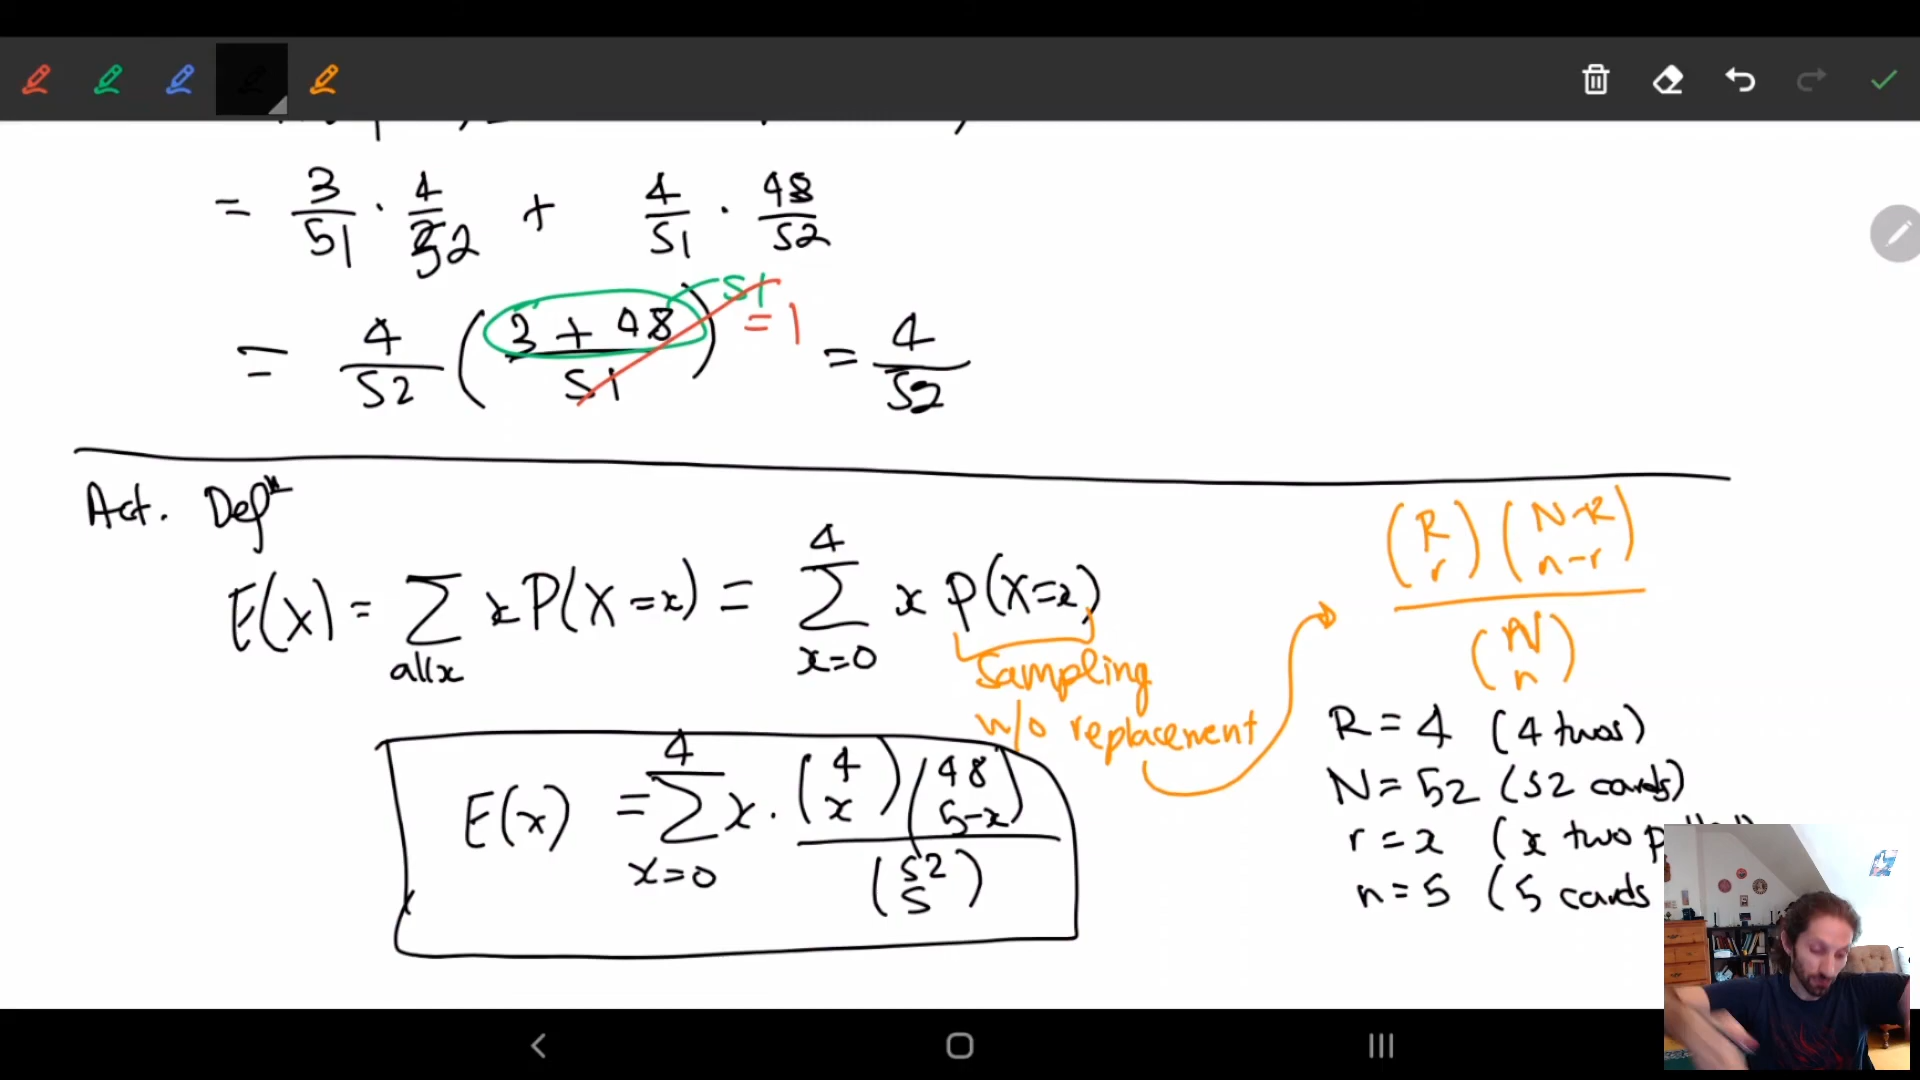 = 3/51 · 4/52 + 4/51 · 48/52
= 4/52 ( (3 + 48)/51 ) 51 = 1 = 4/52
Act. Defⁿ
E(X) = ∑_{all x} x P(X=x) = ∑_{x=0}^{4} x P(X=x)
Sampling
w/o replacement
(R r)(N-R n-r) / (N n)
E(x) = ∑_{x=0}^{4} x · (4 x)(48 5-x) / (52 5)
R = 4 (4 twos)
N = 52 (52 cards)
r = x (x two
n = 5 (5 cards